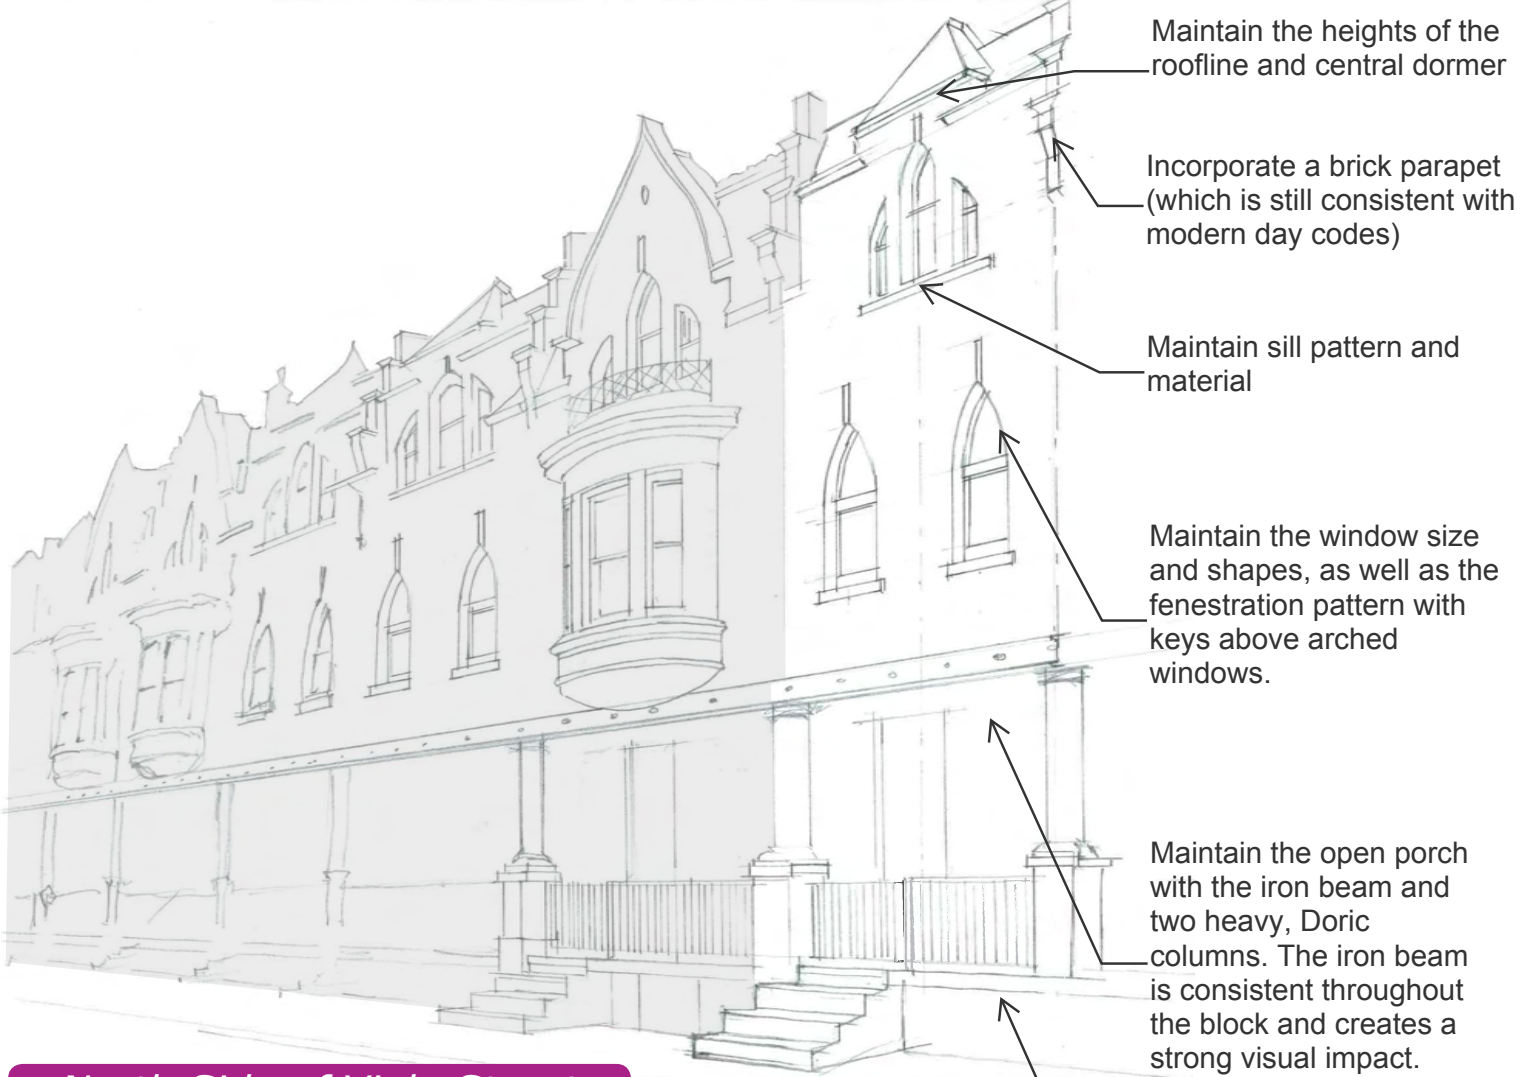 Maintain the heights of the
roofline and central dormer
Incorporate a brick parapet
(which is still consistent with
modern day codes)
Maintain sill pattern and
material
Maintain the window size
and shapes, as well as the
fenestration pattern with
keys above arched
windows.
Maintain the open porch
with the iron beam and
two heavy, Doric
columns. The iron beam
is consistent throughout
the block and creates a
strong visual impact.